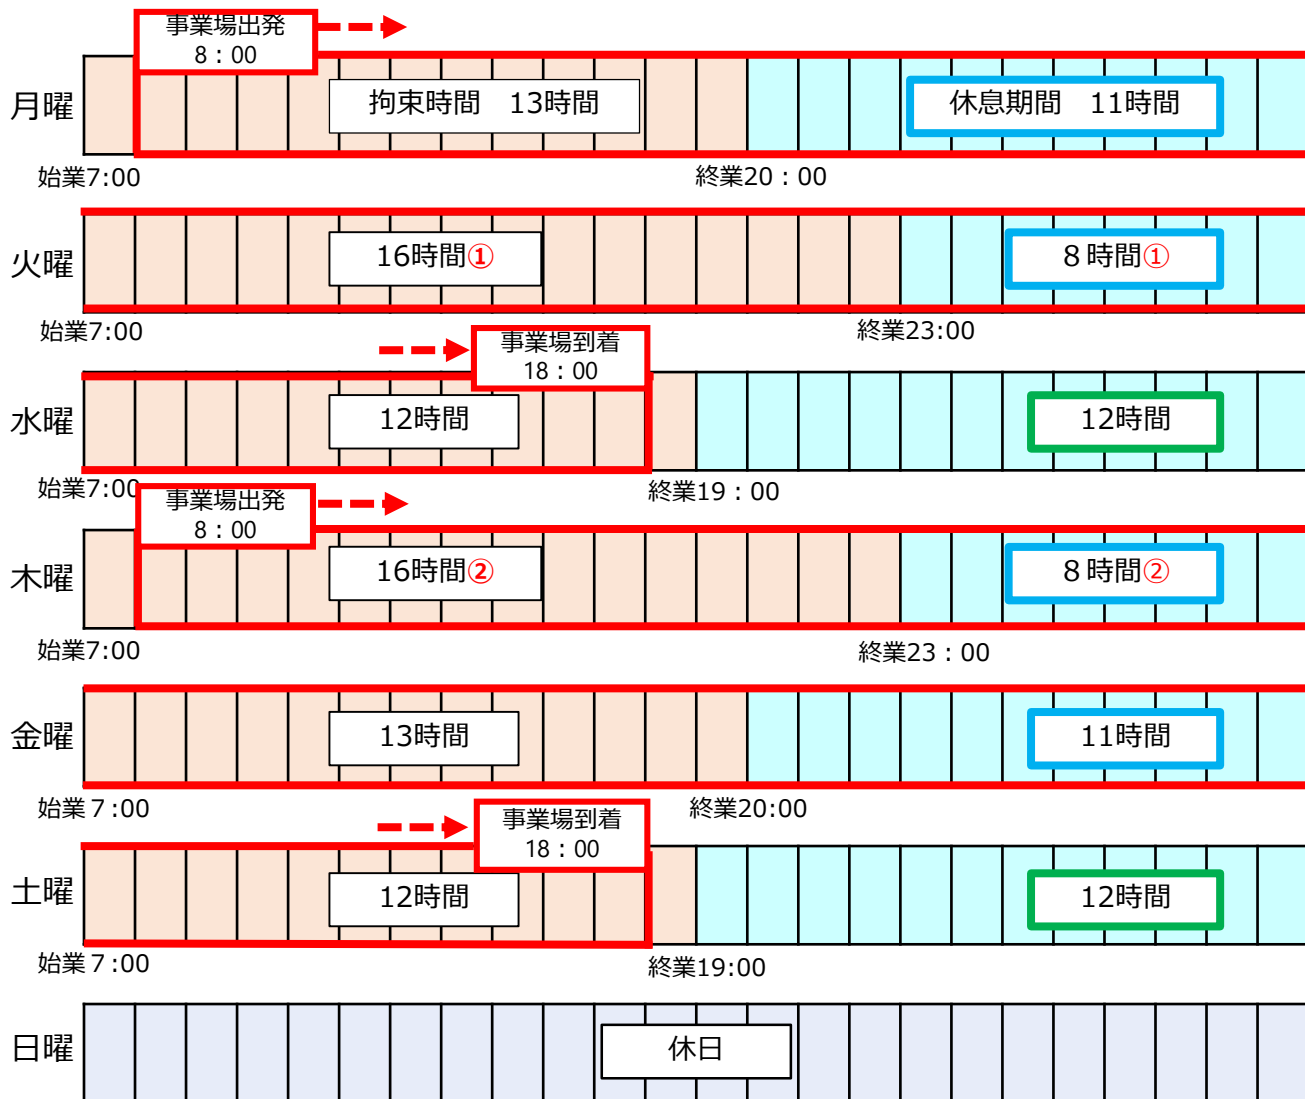 事業場出発
8：00
月曜
拘束時間　13時間
休息期間　11時間
始業7:00
終業20：00
火曜
16時間①
８時間①
始業7:00
終業23:00
事業場到着
18：00
水曜
12時間
12時間
始業7:00
終業19：00
事業場出発
8：00
木曜
16時間②
８時間②
始業7:00
終業23：00
金曜
13時間
11時間
始業７:00
終業20:00
事業場到着
18：00
土曜
12時間
12時間
始業７:00
終業19:00
日曜
休日